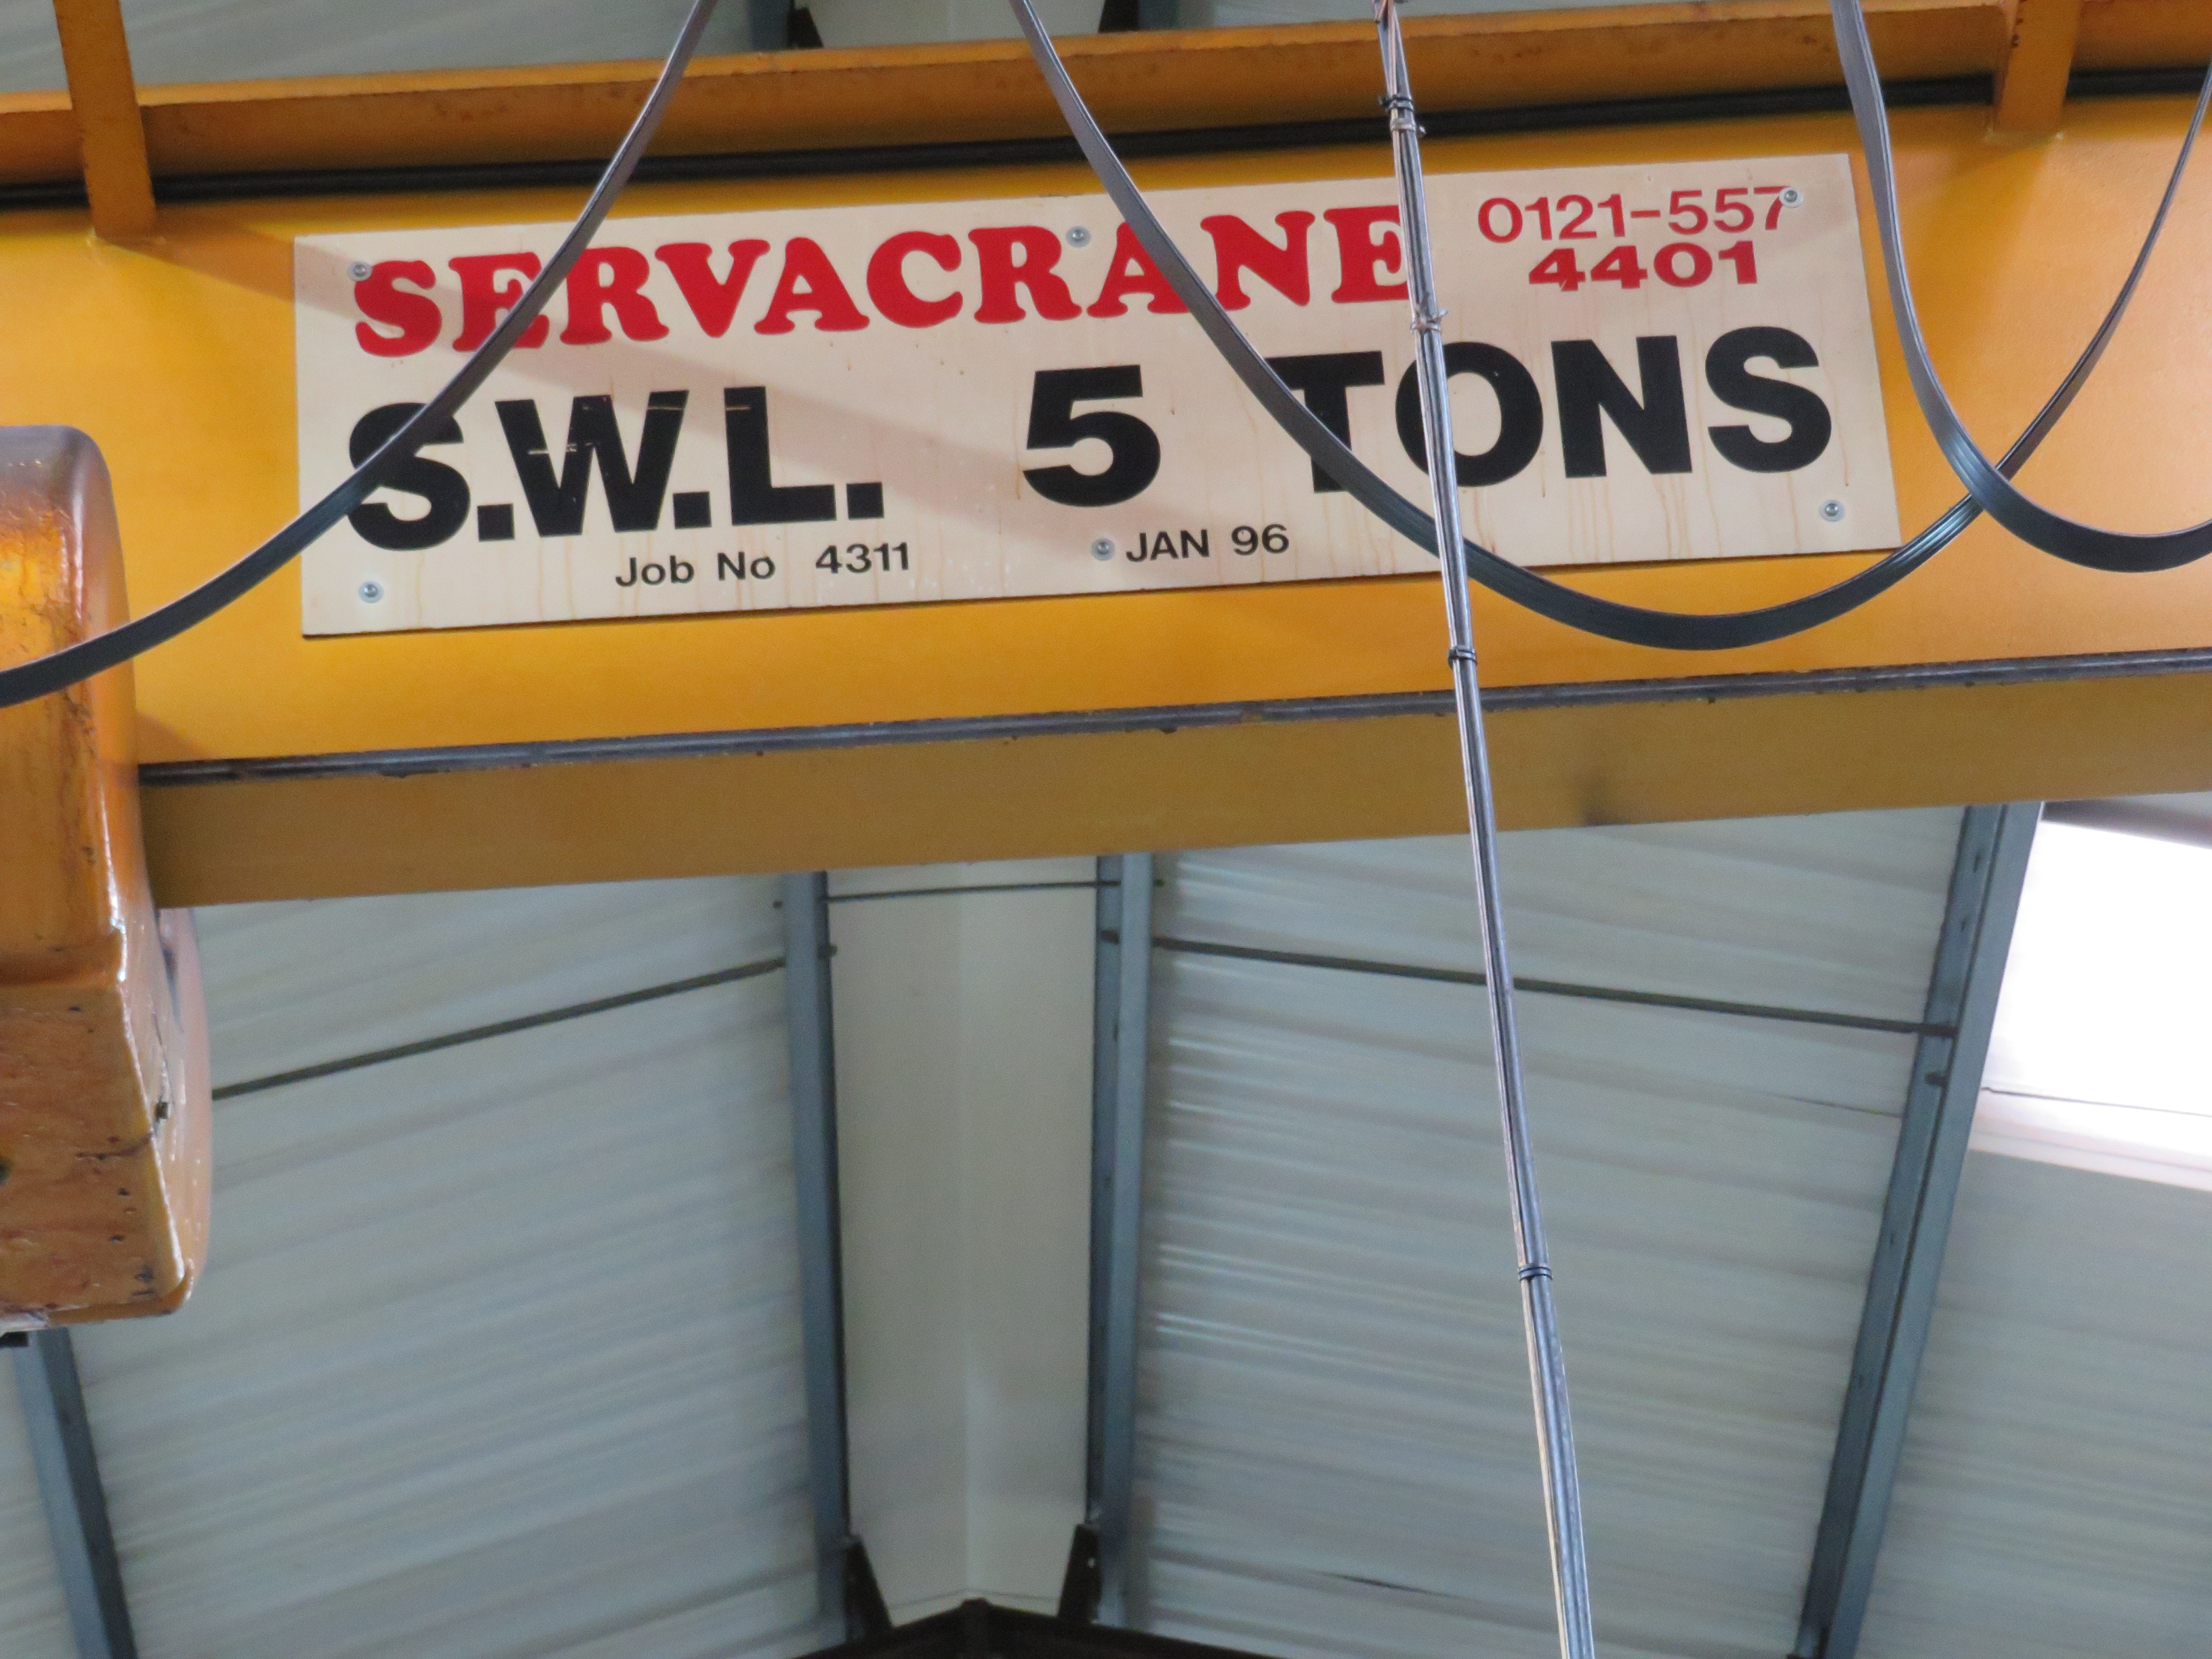 SERVACRANE 0121-557
4401
S.W.L. 5 TONS
Job No 4311 JAN 96